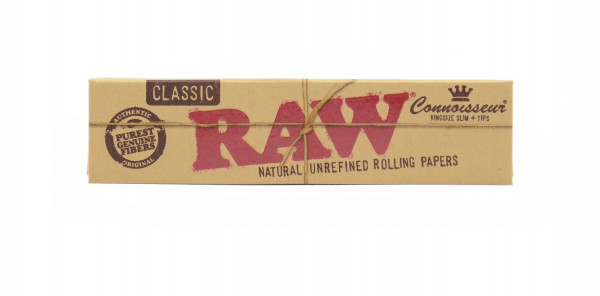 CLASSIC
AUTHENTIC
PUREST
GENUINE
FIBERS
ORIGINAL
RAW®
Connoisseur
KINGSIZE SLIM + TIPS
NATURAL UNREFINED ROLLING PAPERS